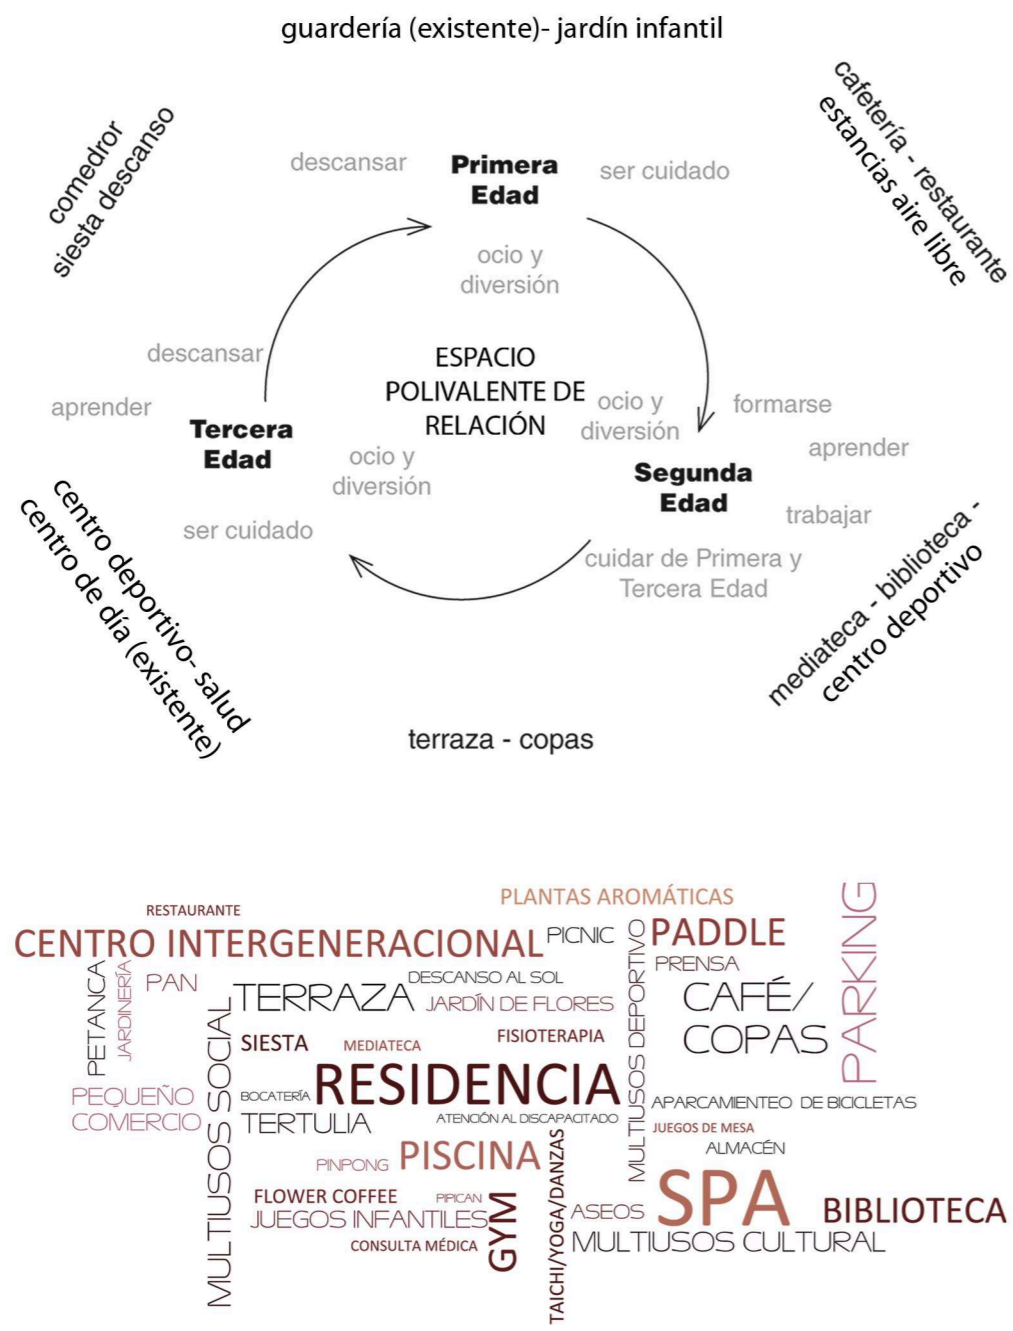 guardería (existente)- jardín infantil
comedror
siesta descanso
cafetería - restaurante
estancias aire libre
descansar
Primera
Edad
ser cuidado
ocio y
diversión
ESPACIO
POLIVALENTE DE
RELACIÓN
descansar
aprender
Tercera
Edad
ocio y
diversión
ser cuidado
ocio y
diversión
formarse
aprender
Segunda
Edad
trabajar
cuidar de Primera y
Tercera Edad
centro deportivo- salud
centro de día (existente)
mediateca - biblioteca -
centro deportivo
terraza - copas
PLANTAS AROMÁTICAS
RESTAURANTE
CENTRO INTERGENERACIONAL
PICNIC
MULTIUSOS DEPORTIVO
PADDLE
PARKING
PETANCA
JARDINERÍA
PAN
DESCANSO AL SOL
PRENSA
MULTIUSOS SOCIAL
TERRAZA
JARDÍN DE FLORES
CAFÉ/
COPAS
SIESTA
MEDIATECA
FISIOTERAPIA
RESIDENCIA
PEQUEÑO
COMERCIO
BOCATERÍA
TERTULIA
ATENCIÓN AL DISCAPACITADO
APARCAMIENTEO DE BICICLETAS
JUEGOS DE MESA
ALMACÉN
PINPONG
PISCINA
TAICHI/YOGA/DANZAS
SPA
FLOWER COFFEE
PIPICAN
GYM
JUEGOS INFANTILES
ASEOS
BIBLIOTECA
CONSULTA MÉDICA
MULTIUSOS CULTURAL